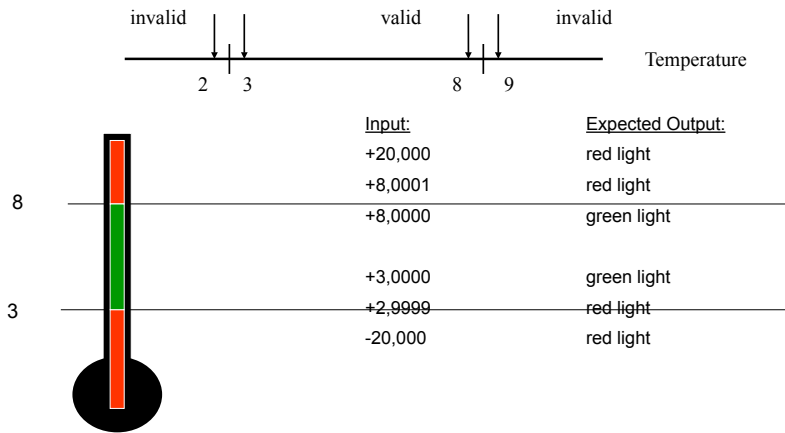 invalid valid invalid
Temperature
2 3 8 9
Input: Expected Output:
+20,000 red light
+8,0001 red light
8
+8,0000 green light
+3,0000 green light
3
+2,9999 red light
-20,000 red light